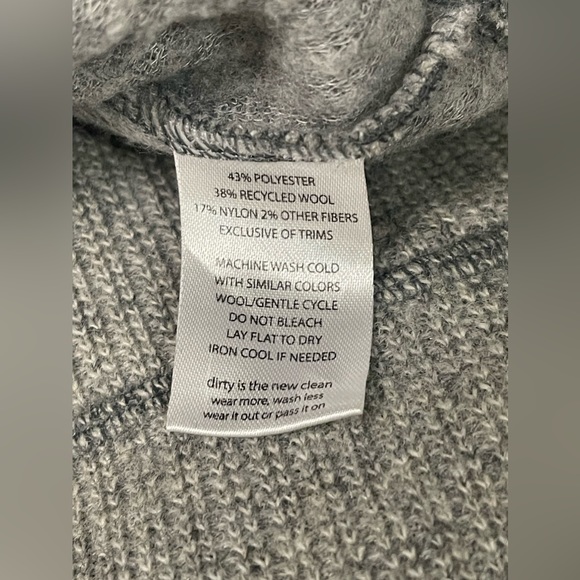 43% POLYESTER
38% RECYCLED WOOL
17% NYLON 2% OTHER FIBERS
EXCLUSIVE OF TRIMS
MACHINE WASH COLD
WITH SIMILAR COLORS
WOOL/GENTLE CYCLE
DO NOT BLEACH
LAY FLAT TO DRY
IRON COOL IF NEEDED
dirty is the new clean
wear more, wash less
wear it out or pass it on